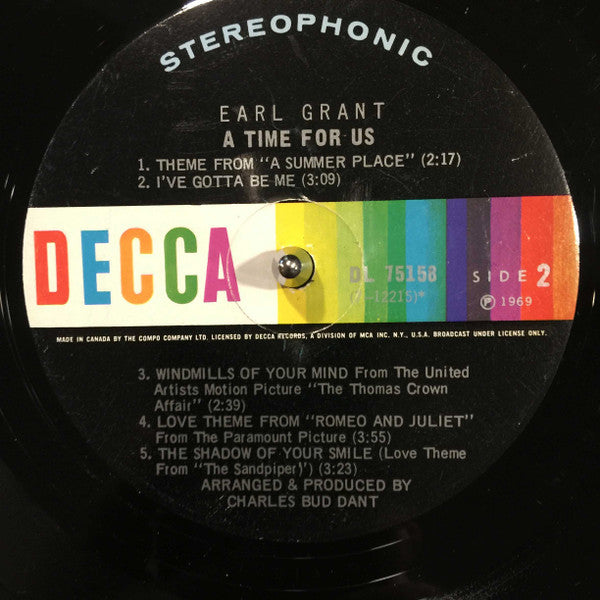 STEREOPHONIC
EARL GRANT
A TIME FOR US
1. THEME FROM "A SUMMER PLACE" (2:17)
2. I'VE GOTTA BE ME (3:09)
DECCA
DL 75158
SIDE 2
12215)*
Ⓟ 1969
MADE IN CANADA BY THE COMPO COMPANY LTD. LICENSED BY DECCA RECORDS, A DIVISION OF MCA INC. N.Y., U.S.A. BROADCAST UNDER LICENSE ONLY.
3. WINDMILLS OF YOUR MIND From The United
Artists Motion Picture "The Thomas Crown
Affair" (2:39)
4. LOVE THEME FROM "ROMEO AND JULIET"
From The Paramount Picture (3:55)
5. THE SHADOW OF YOUR SMILE (Love Theme
From "The Sandpiper)') (3:23)
ARRANGED & PRODUCED BY
CHARLES BUD DANT